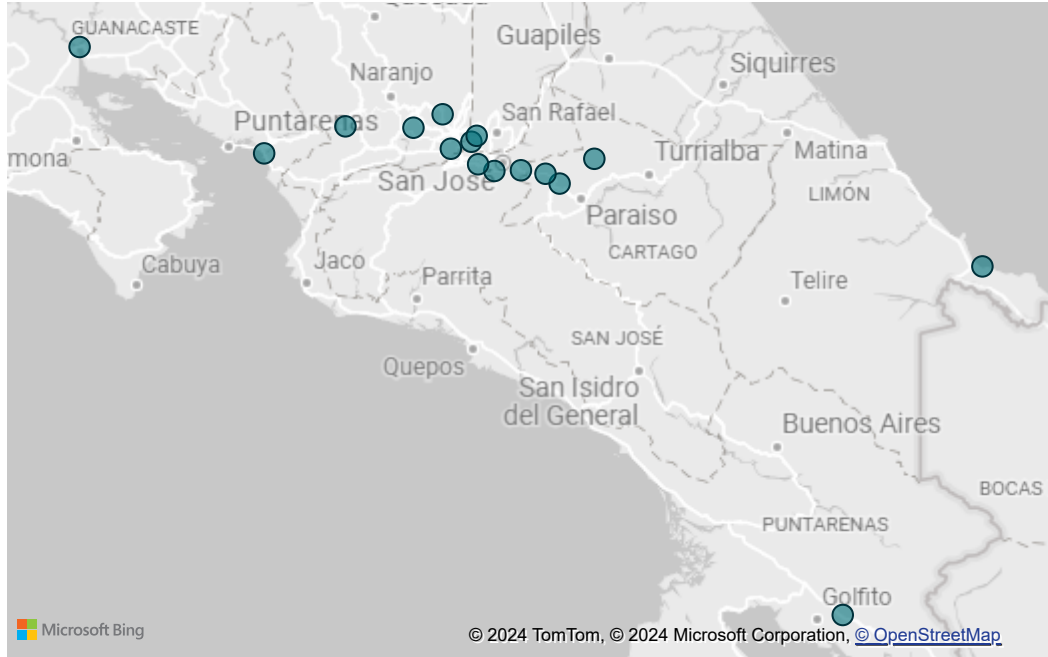 GUANACASTE
Guapiles
Siquirres
Naranjo
San Rafael
Puntarenas
mona
Turrialba
Matina
San José
LIMÓN
Paraiso
CARTAGO
Cabuya
Jaco
Parrita
Telire
SAN JOSÉ
Quepos
San Isidro
del General
Buenos Aires
BOCAS
PUNTARENAS
Golfito
Microsoft Bing
© 2024 TomTom, © 2024 Microsoft Corporation, © OpenStreetMap